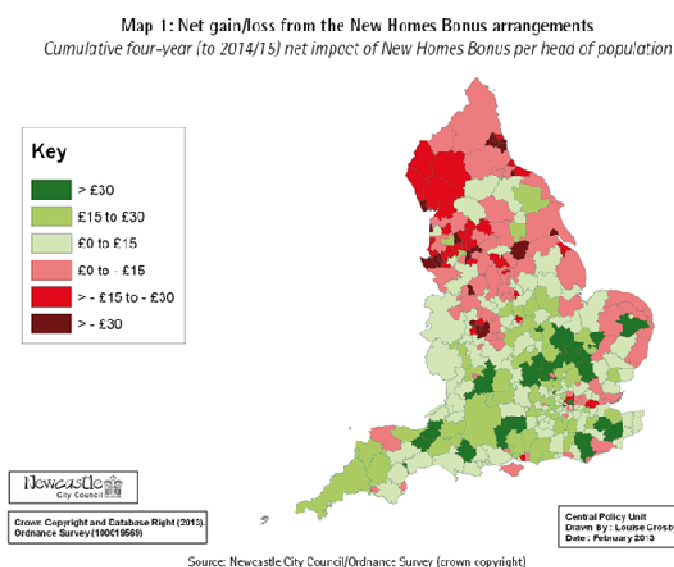 Map 1: Net gain/loss from the New Homes Bonus arrangements
Cumulative four-year (to 2014/15) net impact of New Homes Bonus per head of population
Key
> £30
£15 to £30
£0 to £15
£0 to - £15
> - £15 to - £30
> - £30
Newcastle
City Council
Crown Copyright and Database Right (2013).
Ordnance Survey (100019569)
Central Policy Unit
Drawn By : Louise Crosby
Date : February 2013
Source: Newcastle City Council/Ordnance Survey (crown copyright)